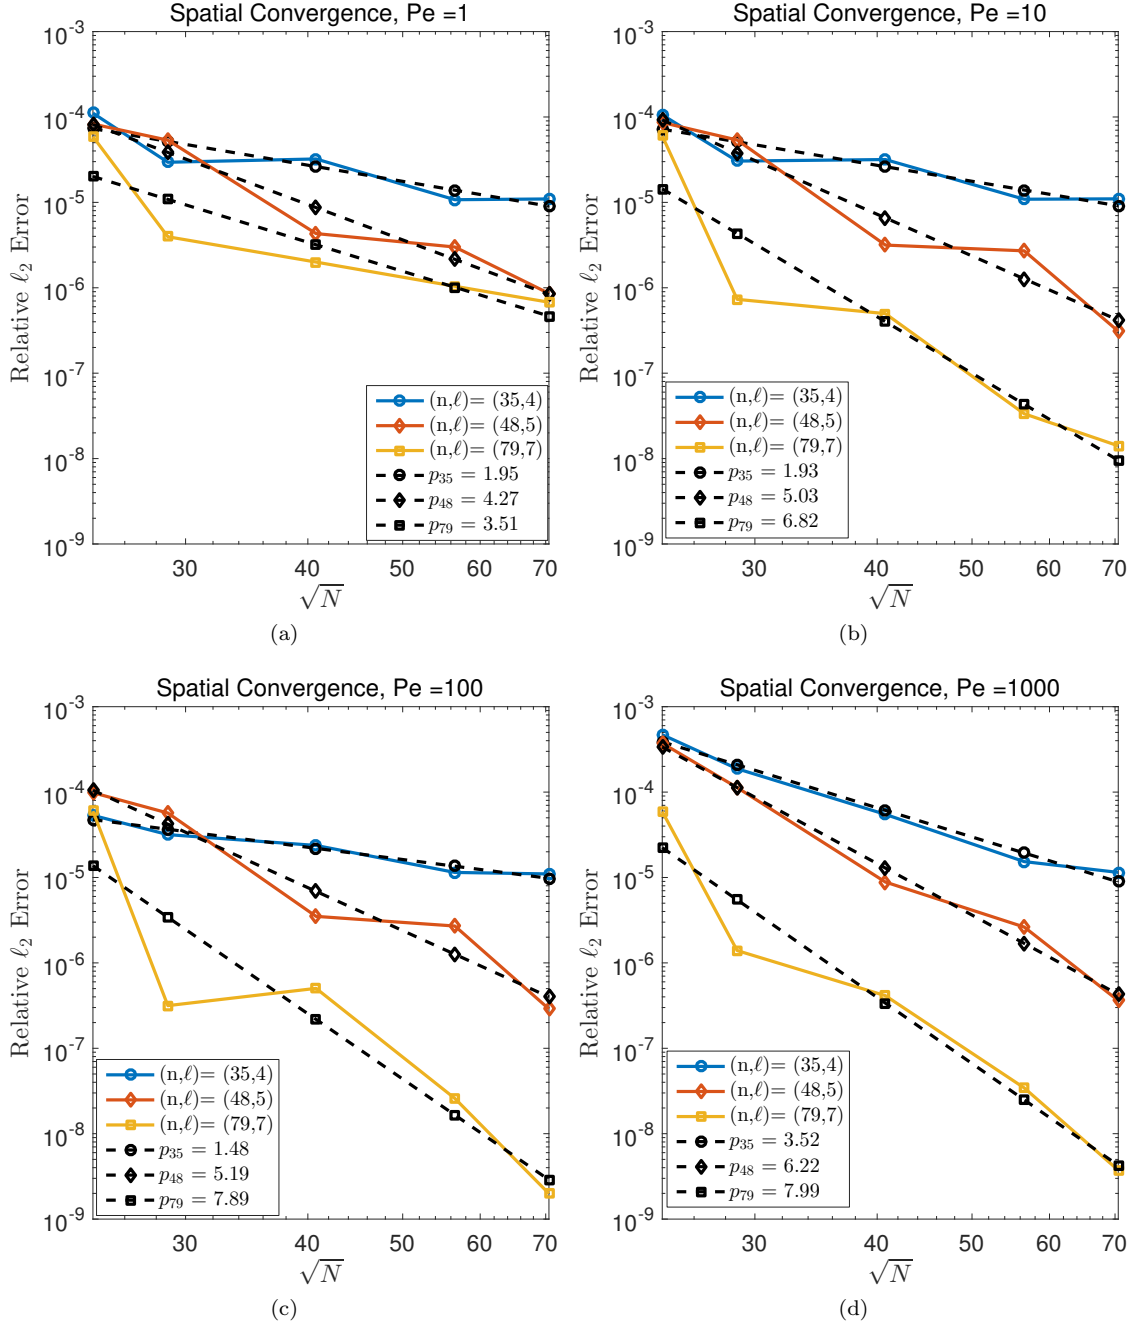 Spatial Convergence, Pe =1
10^-3
10^-4
10^-5
10^-6
10^-7
10^-8
10^-9
Relative ℓ₂ Error
(n,ℓ)= (35,4)
(n,ℓ)= (48,5)
(n,ℓ)= (79,7)
p₃₅ = 1.95
p₄₈ = 4.27
p₇₉ = 3.51
30 40 50 60 70
√N
(a)
Spatial Convergence, Pe =10
10^-3
10^-4
10^-5
10^-6
10^-7
10^-8
10^-9
Relative ℓ₂ Error
(n,ℓ)= (35,4)
(n,ℓ)= (48,5)
(n,ℓ)= (79,7)
p₃₅ = 1.93
p₄₈ = 5.03
p₇₉ = 6.82
30 40 50 60 70
√N
(b)
Spatial Convergence, Pe =100
10^-3
10^-4
10^-5
10^-6
10^-7
10^-8
10^-9
Relative ℓ₂ Error
(n,ℓ)= (35,4)
(n,ℓ)= (48,5)
(n,ℓ)= (79,7)
p₃₅ = 1.48
p₄₈ = 5.19
p₇₉ = 7.89
30 40 50 60 70
√N
(c)
Spatial Convergence, Pe =1000
10^-3
10^-4
10^-5
10^-6
10^-7
10^-8
10^-9
Relative ℓ₂ Error
(n,ℓ)= (35,4)
(n,ℓ)= (48,5)
(n,ℓ)= (79,7)
p₃₅ = 3.52
p₄₈ = 6.22
p₇₉ = 7.99
30 40 50 60 70
√N
(d)